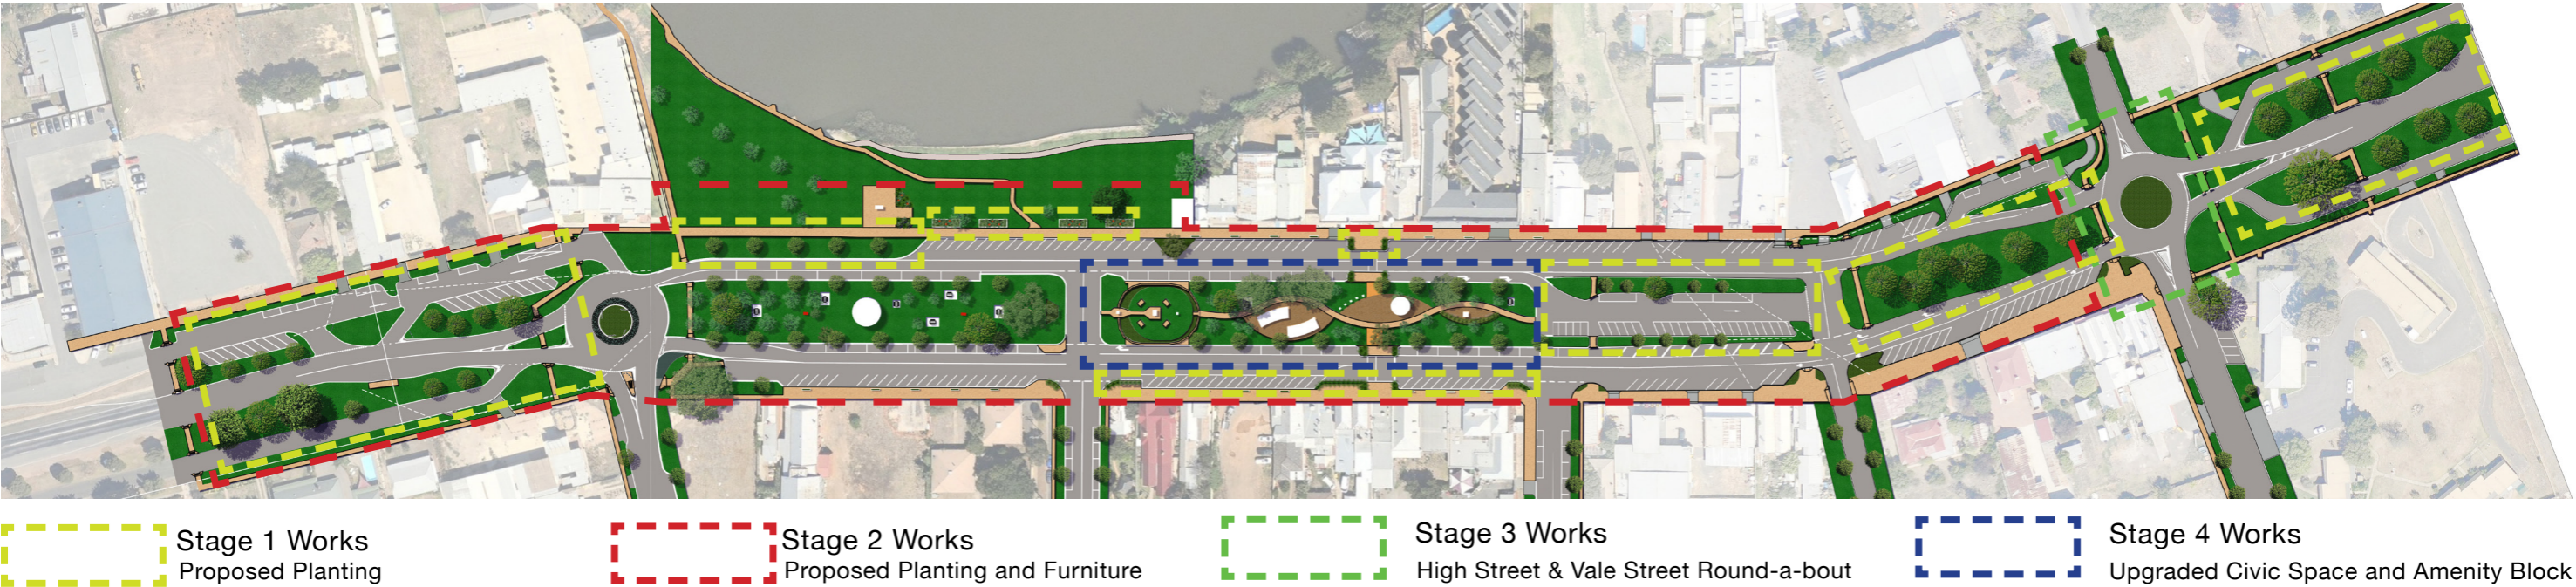 Stage 1 Works
Proposed Planting
Stage 2 Works
Proposed Planting and Furniture
Stage 3 Works
High Street & Vale Street Round-a-bout
Stage 4 Works
Upgraded Civic Space and Amenity Block